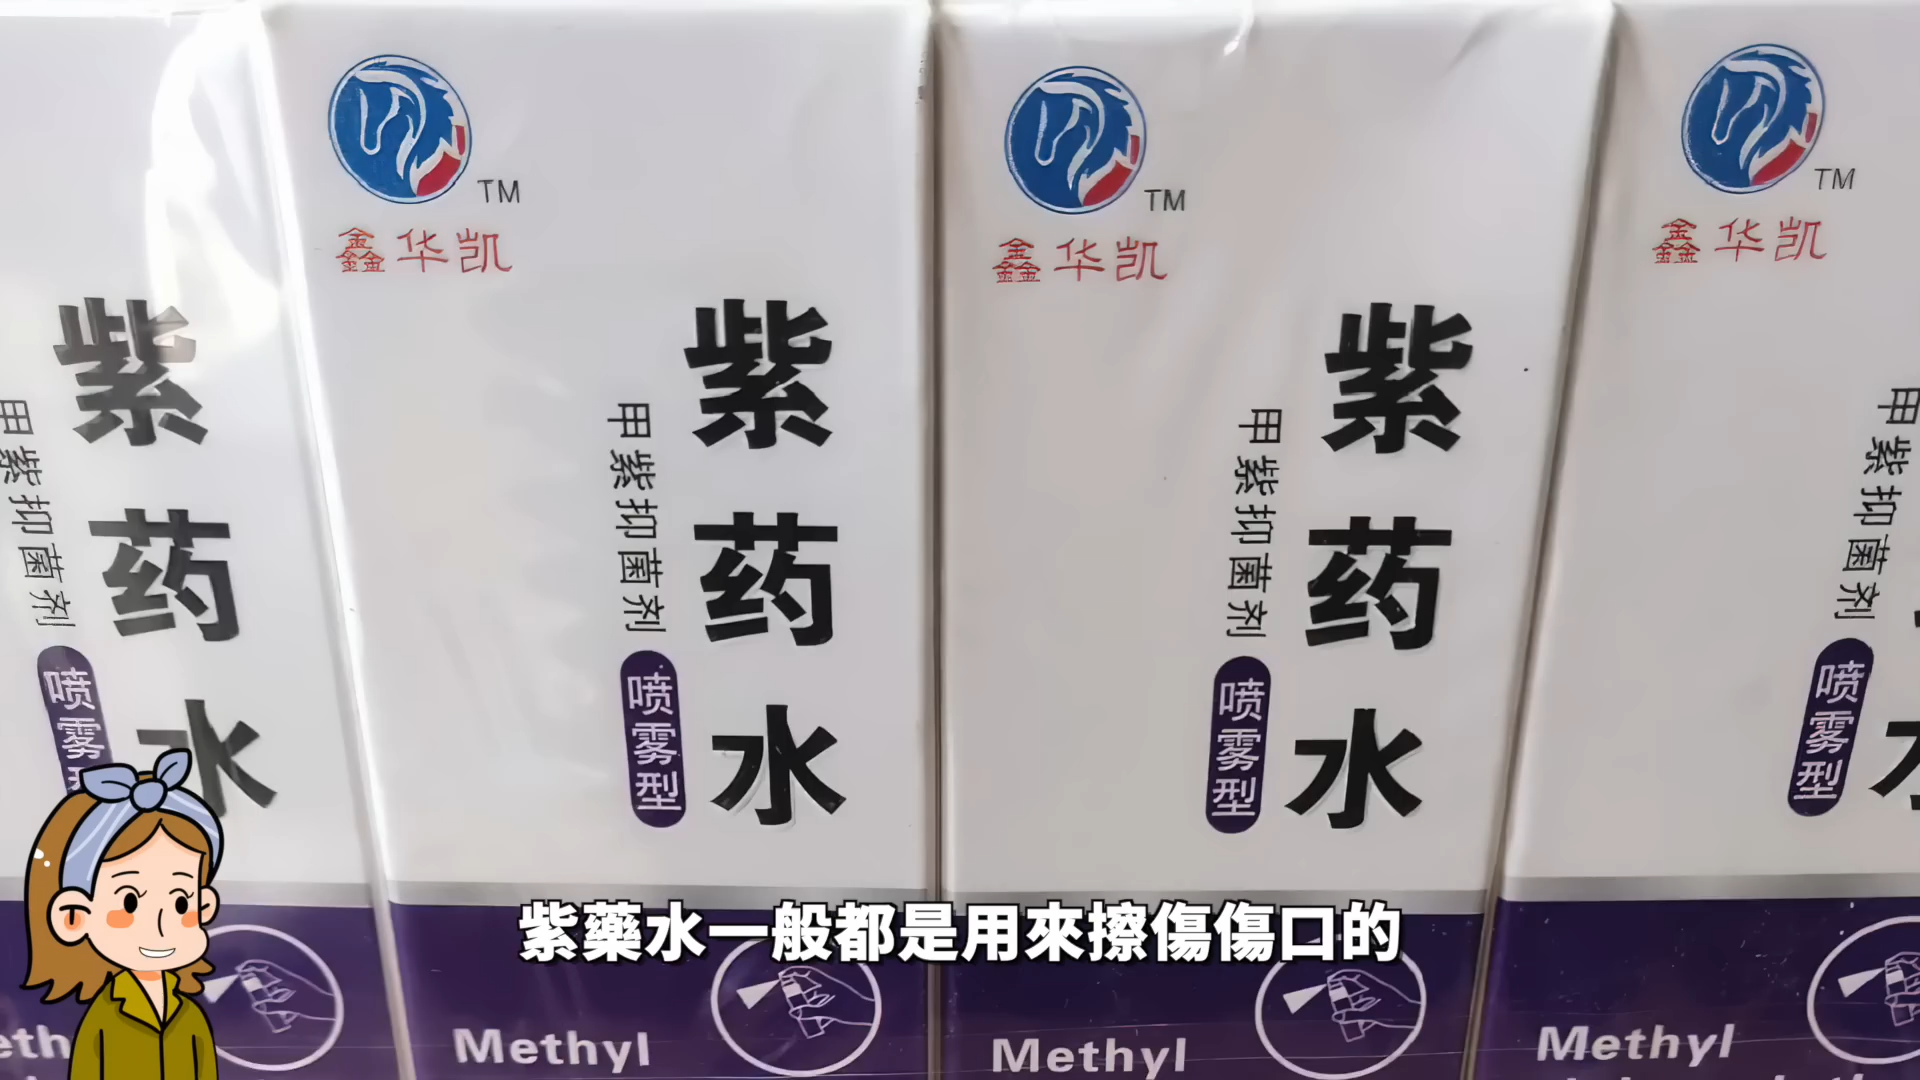 TM
鑫华凯
紫药水
甲紫抑菌剂
喷雾型
Methyl
TM
鑫华凯
紫药水
甲紫抑菌剂
喷雾型
Methyl
TM
鑫华凯
甲紫抑菌剂
喷雾型
Methyl
紫药水
甲紫抑菌剂
喷雾型
紫藥水一般都是用來擦傷傷口的